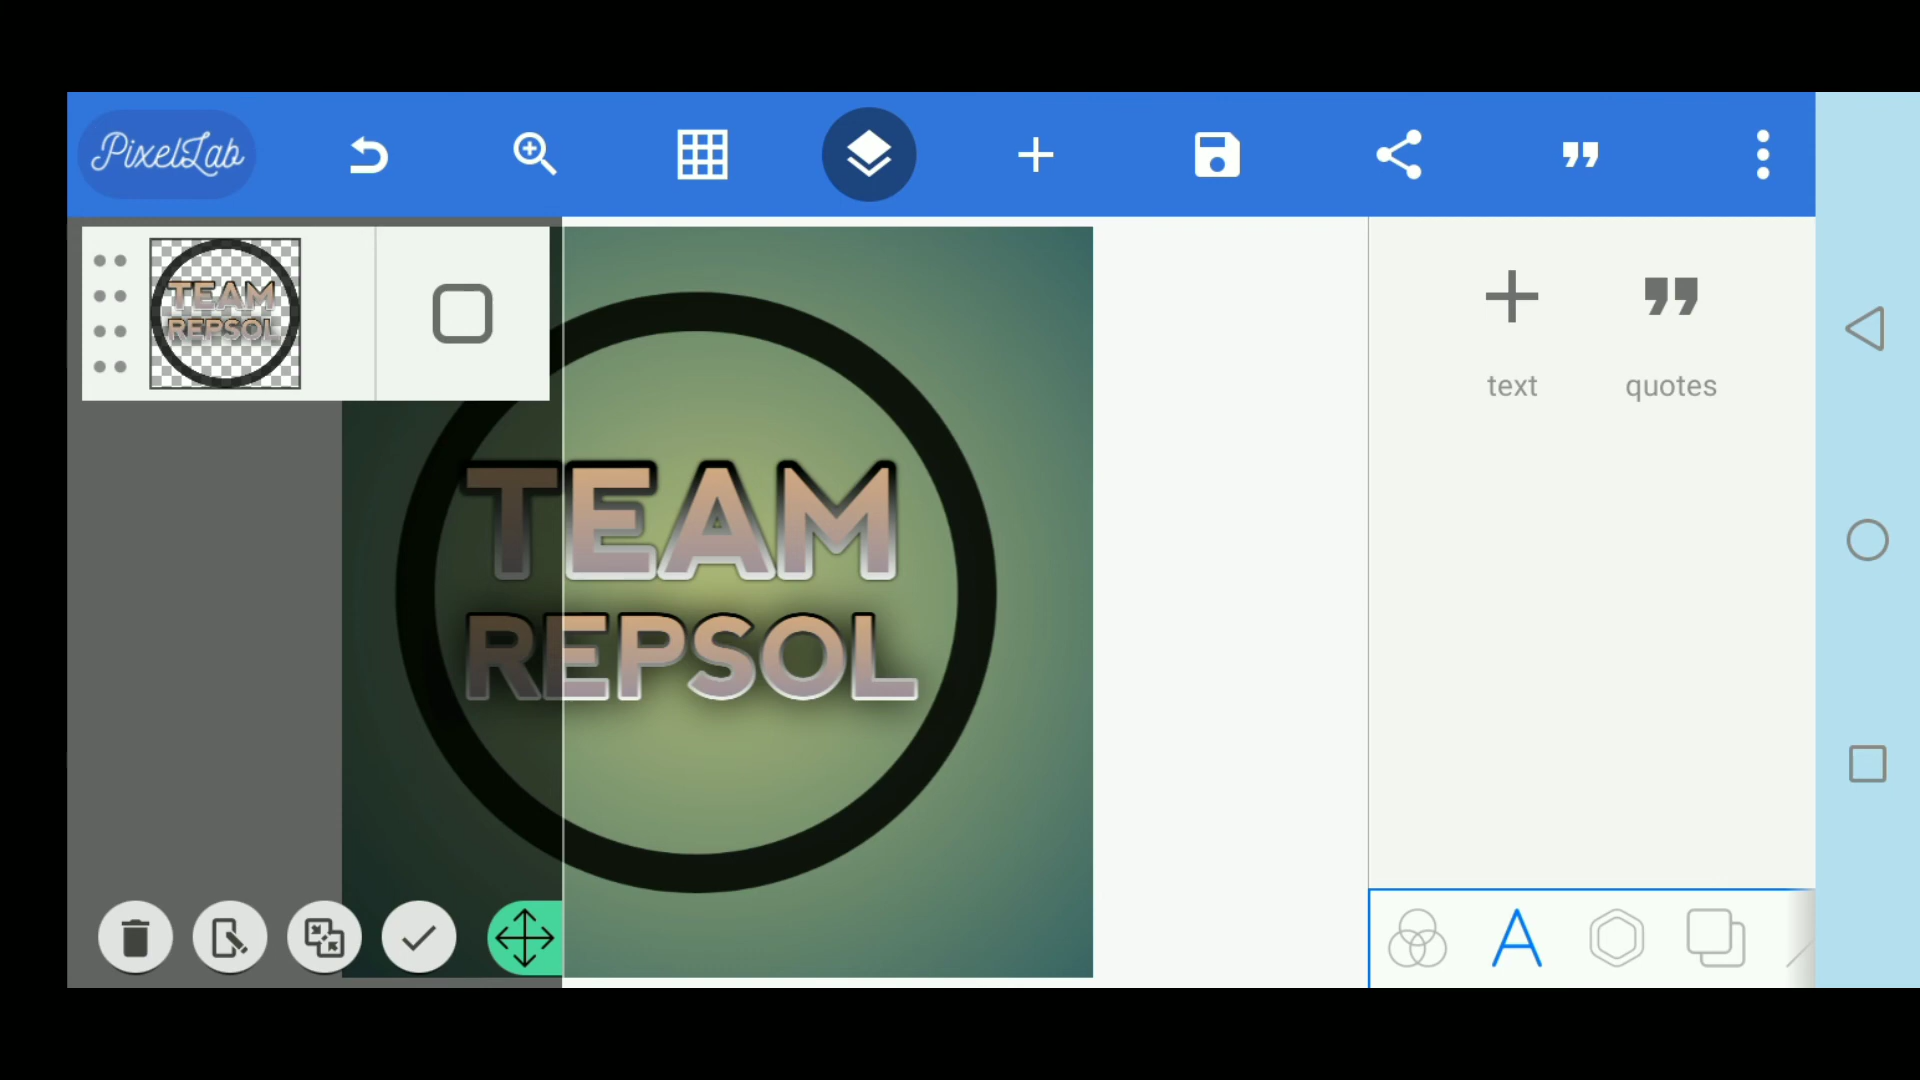 PixelLab
TEAM
REPSOL
TEAM
REPSOL
text
quotes